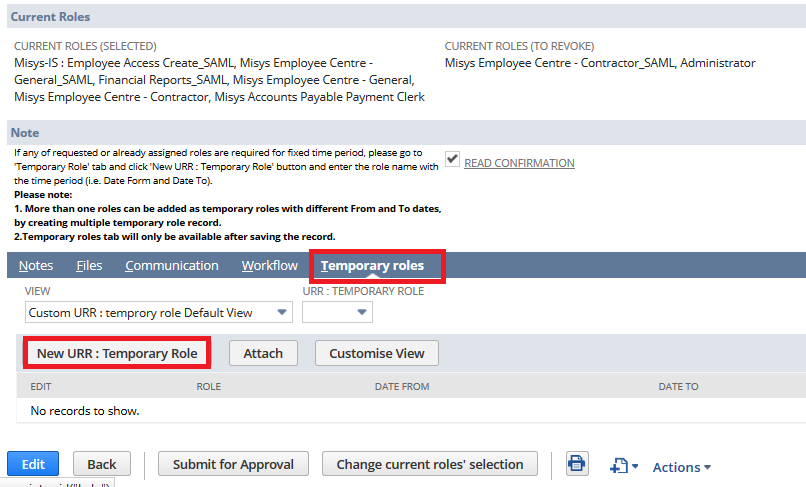 Current Roles
CURRENT ROLES (SELECTED)
Misys-IS : Employee Access Create_SAML, Misys Employee Centre -
General_SAML, Financial Reports_SAML, Misys Employee Centre - General,
Misys Employee Centre - Contractor, Misys Accounts Payable Payment Clerk
CURRENT ROLES (TO REVOKE)
Misys Employee Centre - Contractor_SAML, Administrator
Note
If any of requested or already assigned roles are required for fixed time period, please go to
'Temporary Role' tab and click 'New URR : Temporary Role' button and enter the role name with
the time period (i.e. Date Form and Date To).
Please note:
1. More than one roles can be added as temporary roles with different From and To dates,
by creating multiple temporary role record.
2.Temporary roles tab will only be available after saving the record.
READ CONFIRMATION
Notes Files Communication Workflow Temporary roles
VIEW URR : TEMPORARY ROLE
Custom URR : temprory role Default View
New URR : Temporary Role Attach Customise View
EDIT ROLE DATE FROM DATE TO
No records to show.
Edit Back Submit for Approval Change current roles' selection Actions